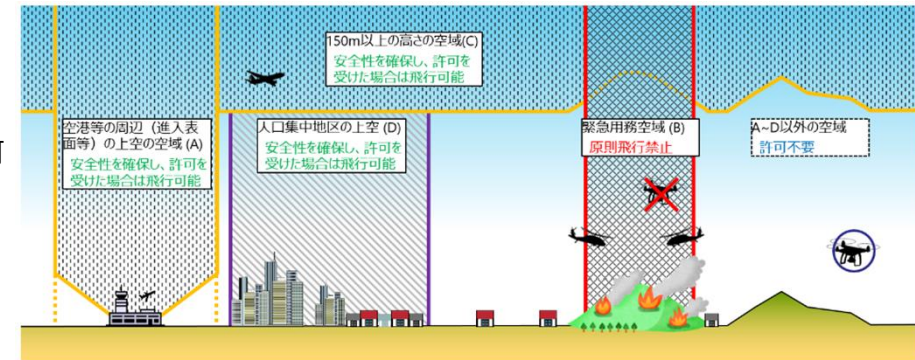 150m以上の高さの空域(C)
安全性を確保し、許可を
受けた場合は飛行可能
空港等の周辺（進入表
面等）の上空の空域 (A)
安全性を確保し、許可を
受けた場合は飛行可能
人口集中地区の上空 (D)
安全性を確保し、許可を
受けた場合は飛行可能
緊急用務空域 (B)
原則飛行禁止
A~D以外の空域
許可不要